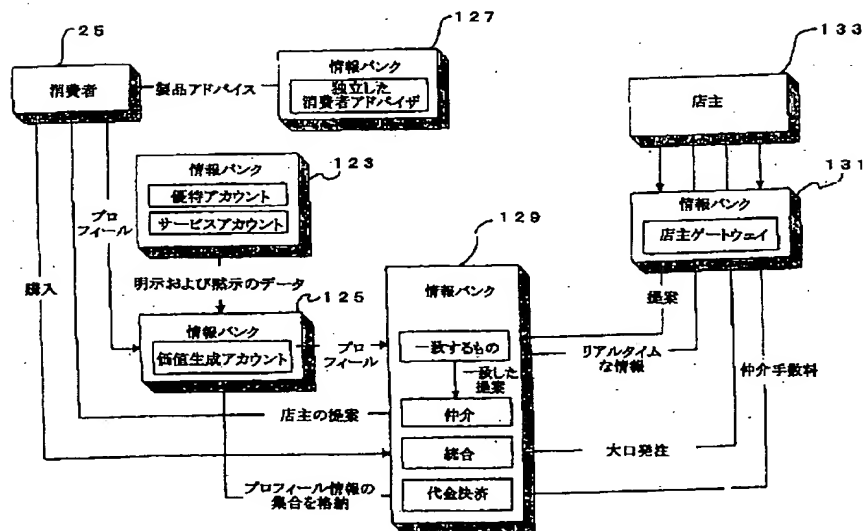 25
消費者
製品アドバイス
127
情報バンク
独立した
消費者アドバイザ
133
店主
123
情報バンク
優待アカウント
サービスアカウント
131
情報バンク
店主ゲートウェイ
プロ
フィール
購入
明示および黙示のデータ
125
情報バンク
価値生成アカウント
プロ
フィール
129
情報バンク
一致するもの
一致した
提案
仲介
統合
代金決済
提案
リアルタイム
な情報
仲介手数料
店主の提案
大口発注
プロフィール情報の
集合を格納